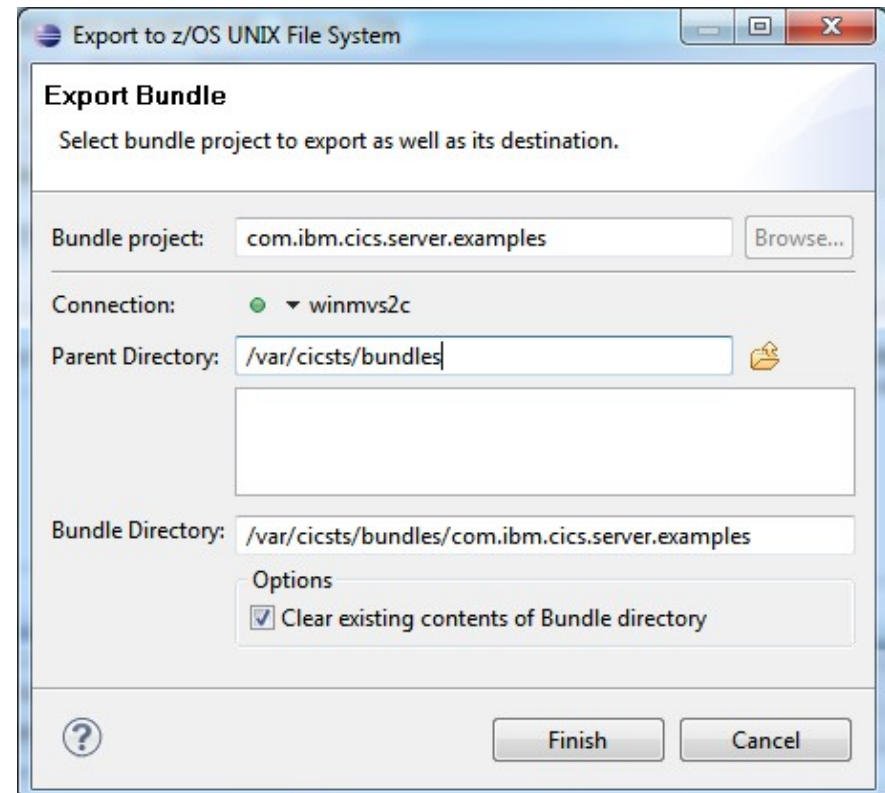 Export to z/OS UNIX File System
Export Bundle
Select bundle project to export as well as its destination.
Bundle project: com.ibm.cics.server.examples Browse...
Connection: winmvs2c
Parent Directory: /var/cicsts/bundles
Bundle Directory: /var/cicsts/bundles/com.ibm.cics.server.examples
Options
Clear existing contents of Bundle directory
? Finish Cancel